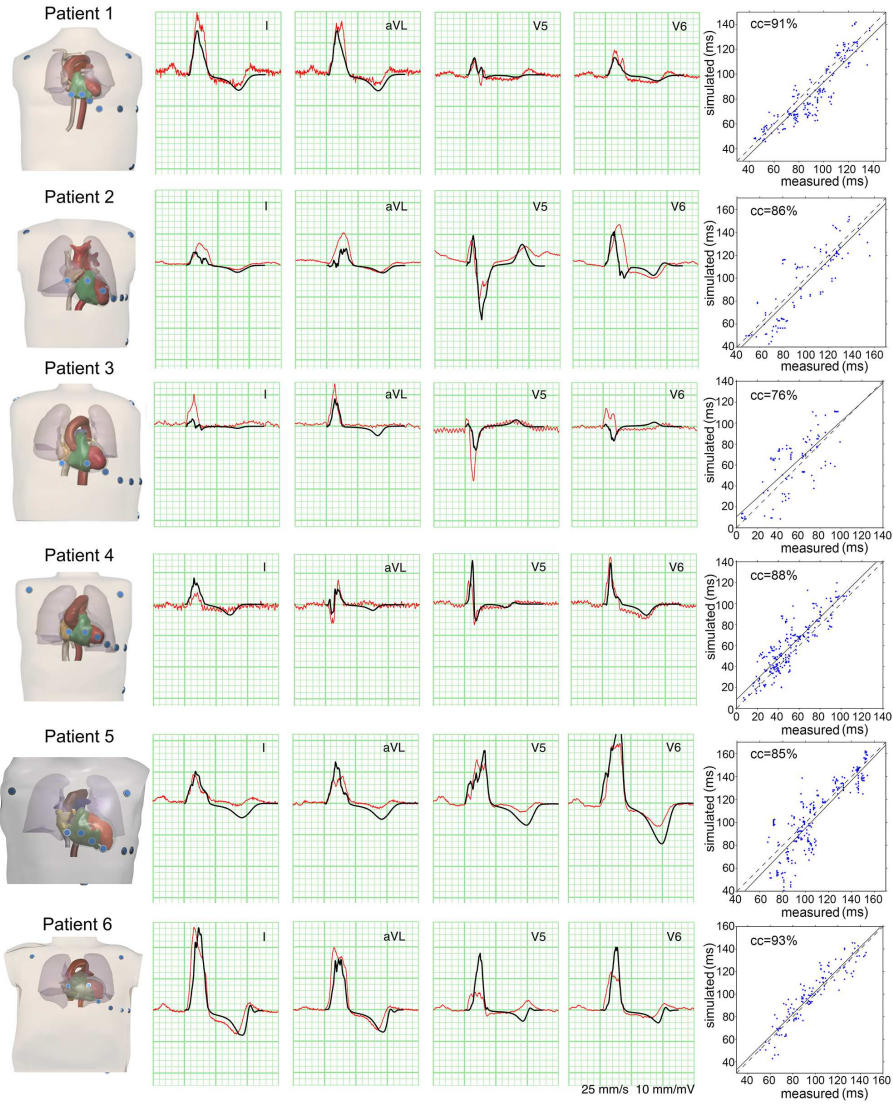 Patient 1
I
aVL
V5
V6
cc=91%
simulated (ms)
140
120
100
80
60
40
40 60 80 100 120 140
measured (ms)
Patient 2
I
aVL
V5
V6
cc=86%
simulated (ms)
160
140
120
100
80
60
40
40 60 80 100 120 140 160
measured (ms)
Patient 3
I
aVL
V5
V6
cc=76%
simulated (ms)
140
120
100
80
60
40
20
0
0 20 40 60 80 100 120 140
measured (ms)
Patient 4
I
aVL
V5
V6
cc=88%
simulated (ms)
140
120
100
80
60
40
20
0
0 20 40 60 80 100 120 140
measured (ms)
Patient 5
I
aVL
V5
V6
cc=85%
simulated (ms)
160
140
120
100
80
60
40
40 60 80 100 120 140 160
measured (ms)
Patient 6
I
aVL
V5
V6
cc=93%
simulated (ms)
160
140
120
100
80
60
40
40 60 80 100 120 140 160
measured (ms)
25 mm/s 10 mm/mV